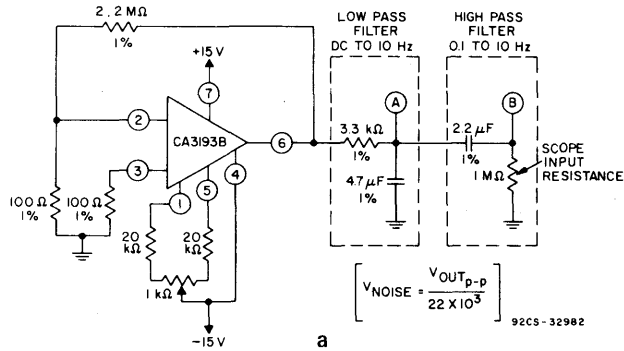 2.2 MΩ
1%
+15 V
LOW PASS
FILTER
DC TO 10 Hz
HIGH PASS
FILTER
0.1 TO 10 Hz
7
A
B
2
CA3193B
6
3.3 kΩ
1%
2.2 μF
1%
SCOPE
INPUT
RESISTANCE
3
4
1
5
4.7 μF
1%
1 MΩ
100 Ω
1%
100 Ω
1%
20
kΩ
20
kΩ
1 kΩ
-15 V
V NOISE = V OUT p-p
22 X 10³
92CS-32982
a